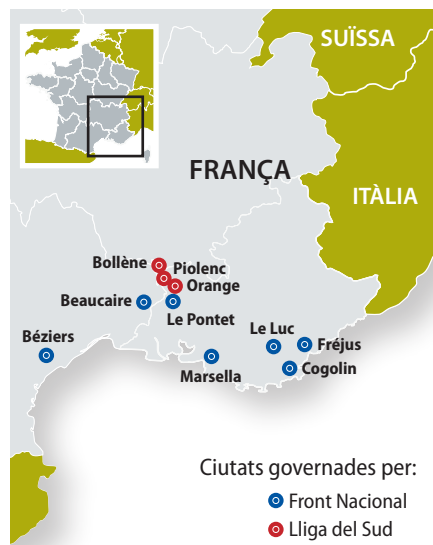 SUÏSSA
FRANÇA
ITÀLIA
Bollène
Piolenc
Orange
Beaucaire
Le Pontet
Le Luc
Fréjus
Béziers
Marsella
Cogolin
Ciutats governades per:
Front Nacional
Lliga del Sud